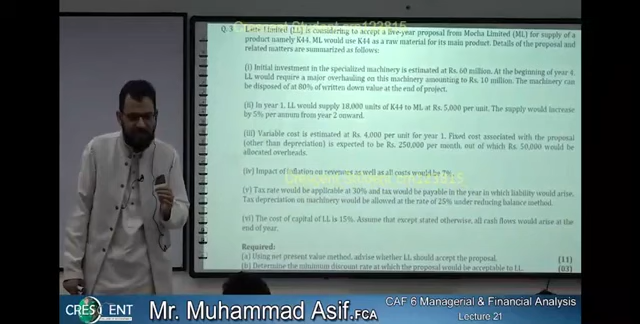 Q. 3 Latte Limited (LL) is considering to accept a five-year proposal from Mocha Limited (ML) for supply of a
product namely K44. ML would use K44 as a raw material for its main product. Details of the proposal and
related matters are summarized as follows:
(i) Initial investment in the specialized machinery is estimated at Rs. 60 million. At the beginning of year 4,
LL would require a major overhauling on this machinery amounting to Rs. 10 million. The machinery can
be disposed of at 80% of written down value at the end of project.
(ii) In year 1, LL would supply 18,000 units of K44 to ML at Rs. 5,000 per unit. The supply would increase
by 5% per annum from year 2 onward.
(iii) Variable cost is estimated at Rs. 4,000 per unit for year 1. Fixed cost associated with the proposal
(other than depreciation) is expected to be Rs. 250,000 per month, out of which Rs. 50,000 would be
allocated overheads.
(iv) Impact of inflation on revenue as well as all costs would be 7%.
(v) Tax rate would be applicable at 30% and tax would be payable in the year in which liability would arise.
Tax depreciation on machinery would be allowed at the rate of 25% under reducing balance method.
(vi) The cost of capital of LL is 15%. Assume that except stated otherwise, all cash flows would arise at the
end of year.
Required:
(a) Using net present value method, advise whether LL should accept the proposal. (11)
(b) Determine the minimum discount rate at which the proposal would be acceptable to LL. (03)
CRESCENT
Mr. Muhammad Asif.FCA
CAF 6 Managerial & Financial Analysis
Lecture 21